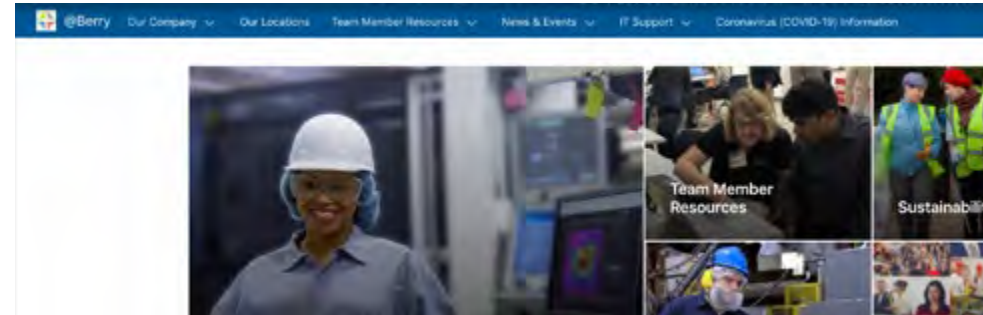 @Berry Our Company Our Locations Team Member Resources News & Events IT Support Coronavirus (COVID-19) Information
Team Member
Resources
Sustainabilit